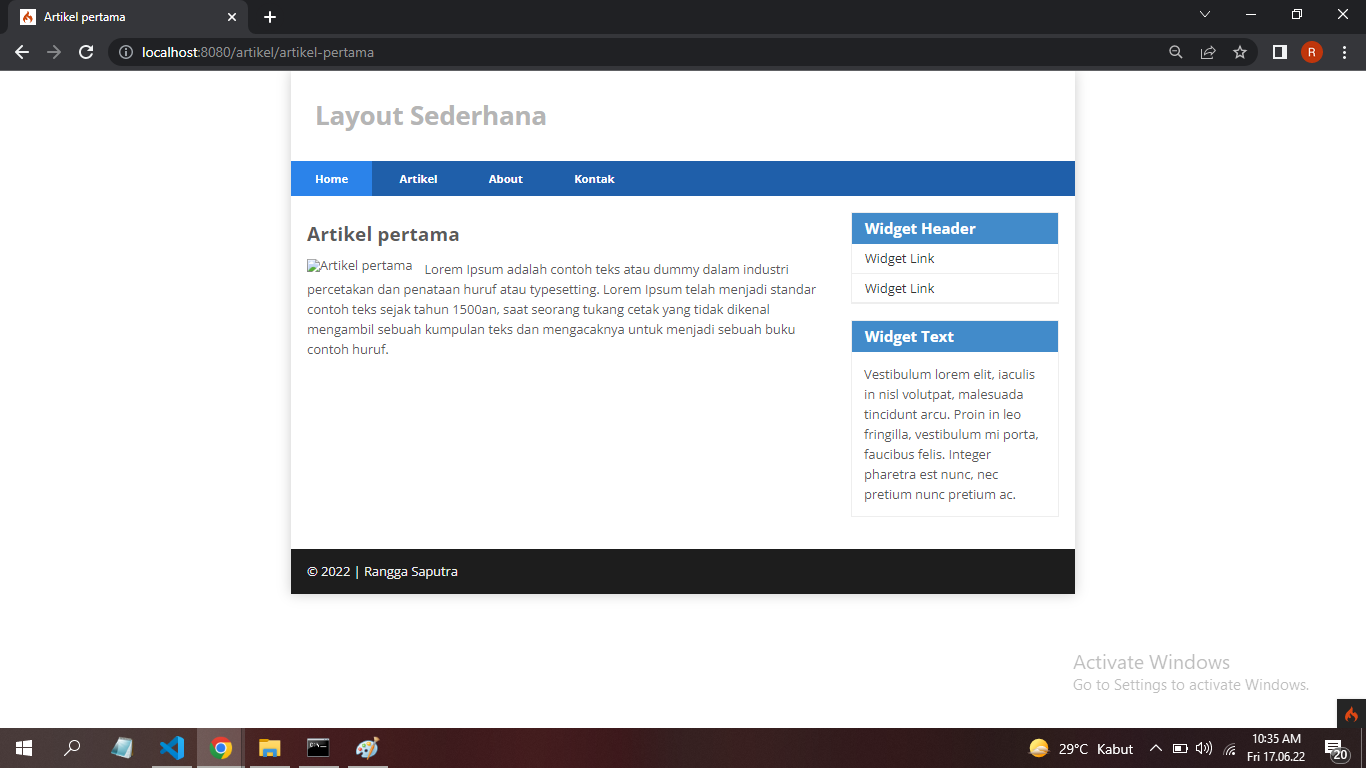 Artikel pertama
localhost:8080/artikel/artikel-pertama
R
Layout Sederhana
Home Artikel About Kontak
Artikel pertama
Artikel pertama
Lorem Ipsum adalah contoh teks atau dummy dalam industri
percetakan dan penataan huruf atau typesetting. Lorem Ipsum telah menjadi standar
contoh teks sejak tahun 1500an, saat seorang tukang cetak yang tidak dikenal
mengambil sebuah kumpulan teks dan mengacaknya untuk menjadi sebuah buku
contoh huruf.
Widget Header
Widget Link
Widget Link
Widget Text
Vestibulum lorem elit, iaculis
in nisl volutpat, malesuada
tincidunt arcu. Proin in leo
fringilla, vestibulum mi porta,
faucibus felis. Integer
pharetra est nunc, nec
pretium nunc pretium ac.
© 2022 | Rangga Saputra
Activate Windows
Go to Settings to activate Windows.
29°C Kabut
10:35 AM
Fri 17.06.22
20